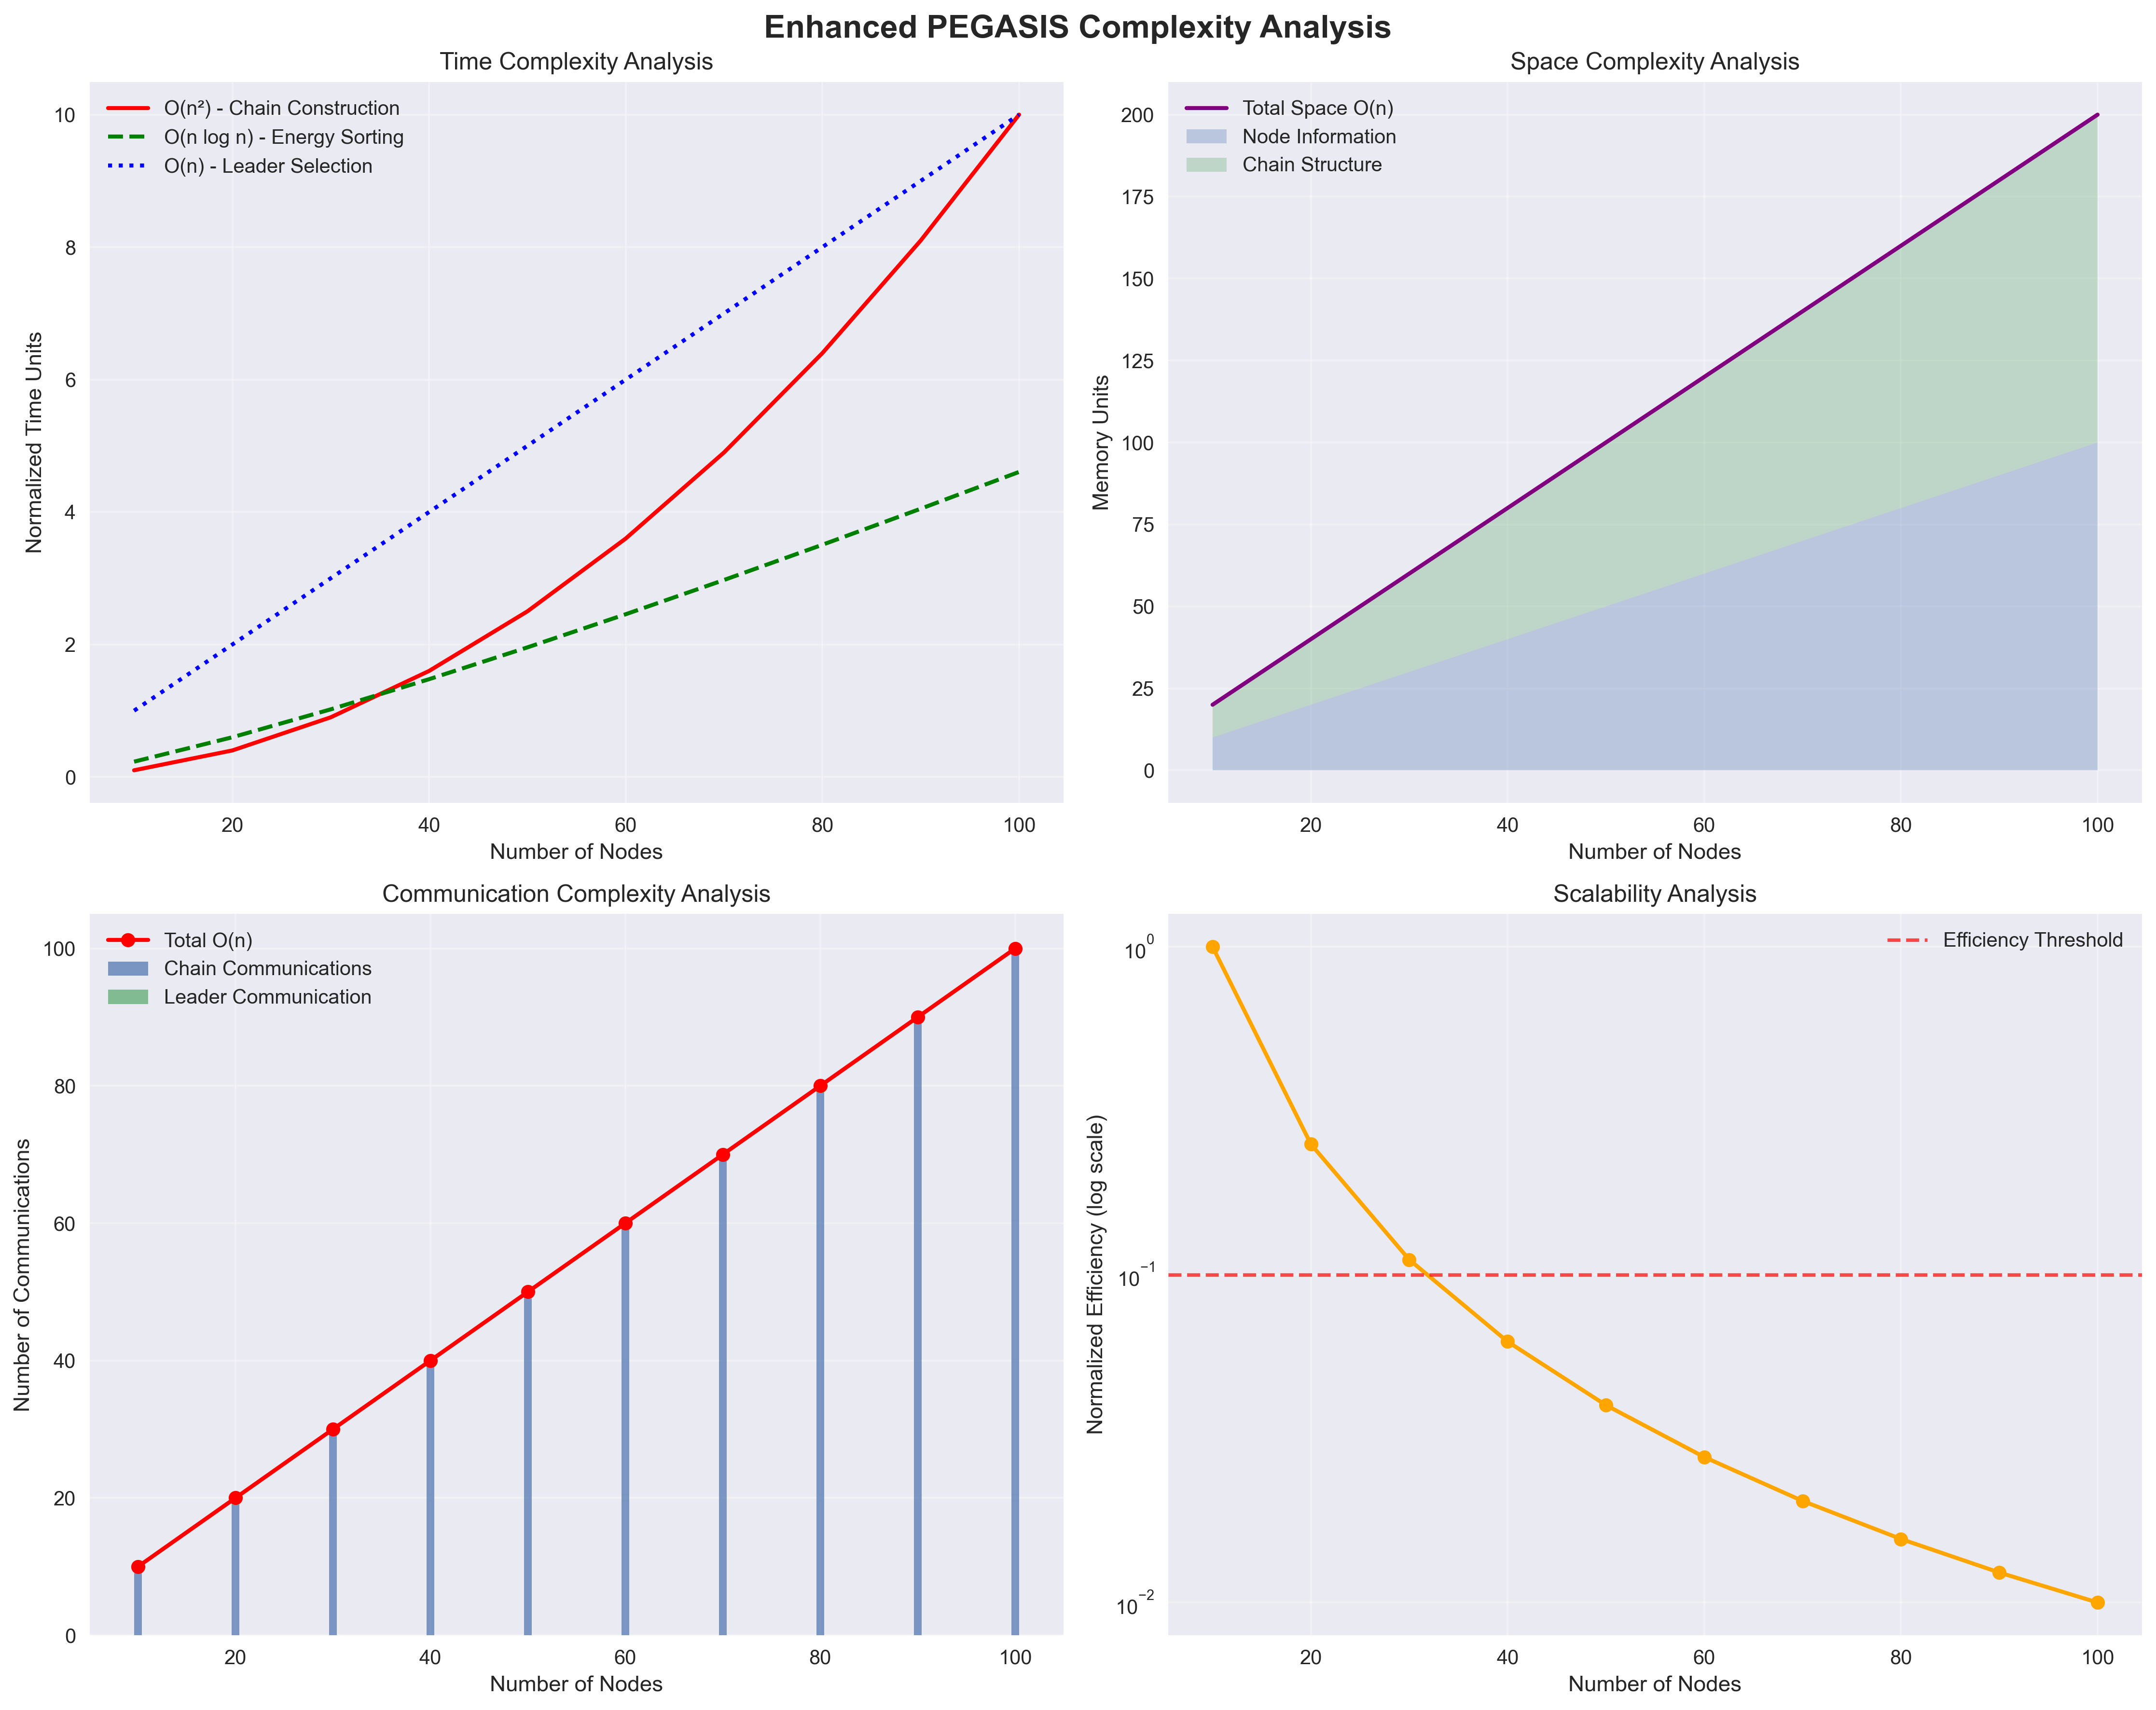 Enhanced PEGASIS Complexity Analysis
Time Complexity Analysis
O(n²) - Chain Construction
O(n log n) - Energy Sorting
O(n) - Leader Selection
Normalized Time Units
10
8
6
4
2
0
20 40 60 80 100
Number of Nodes
Space Complexity Analysis
Total Space O(n)
Node Information
Chain Structure
Memory Units
200
175
150
125
100
75
50
25
0
20 40 60 80 100
Number of Nodes
Communication Complexity Analysis
Total O(n)
Chain Communications
Leader Communication
Number of Communications
100
80
60
40
20
0
20 40 60 80 100
Number of Nodes
Scalability Analysis
Efficiency Threshold
Normalized Efficiency (log scale)
10⁰
10⁻¹
10⁻²
20 40 60 80 100
Number of Nodes